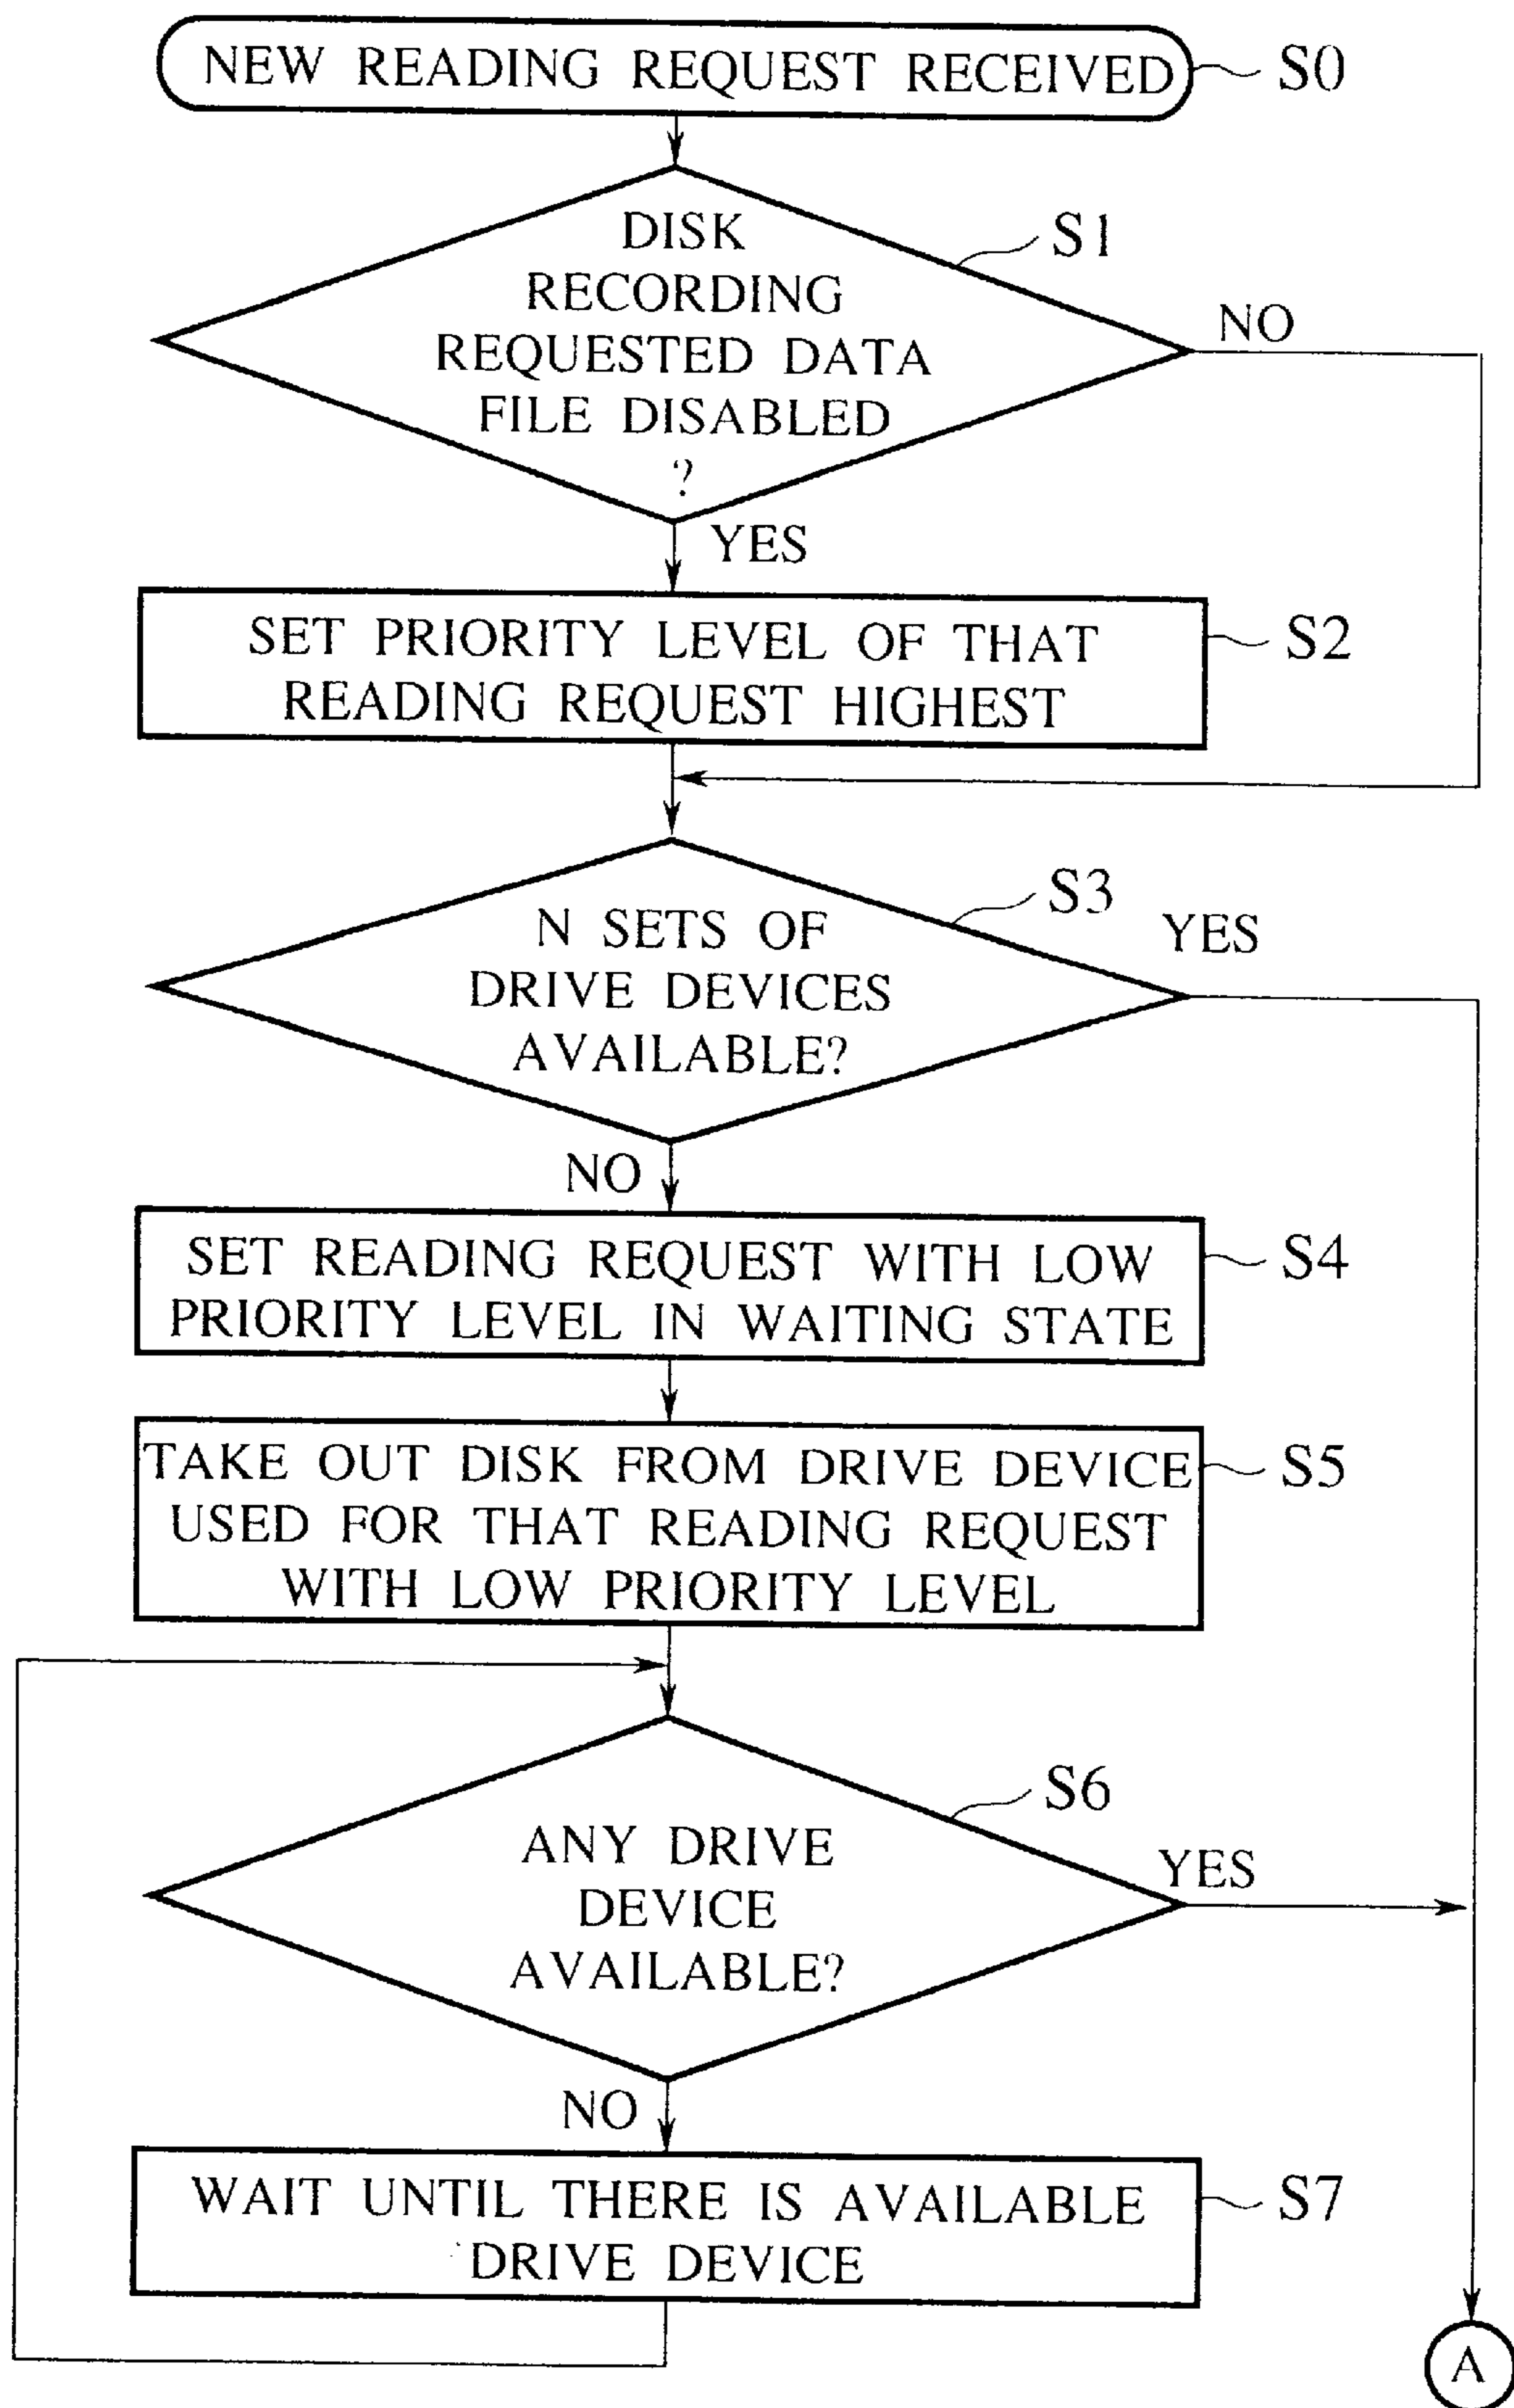 NEW READING REQUEST RECEIVED
S0
DISK
RECORDING
REQUESTED DATA
FILE DISABLED
?
S1
NO
YES
SET PRIORITY LEVEL OF THAT
READING REQUEST HIGHEST
S2
N SETS OF
DRIVE DEVICES
AVAILABLE?
S3
YES
NO
SET READING REQUEST WITH LOW
PRIORITY LEVEL IN WAITING STATE
S4
TAKE OUT DISK FROM DRIVE DEVICE
USED FOR THAT READING REQUEST
WITH LOW PRIORITY LEVEL
S5
ANY DRIVE
DEVICE
AVAILABLE?
S6
YES
NO
WAIT UNTIL THERE IS AVAILABLE
DRIVE DEVICE
S7
A